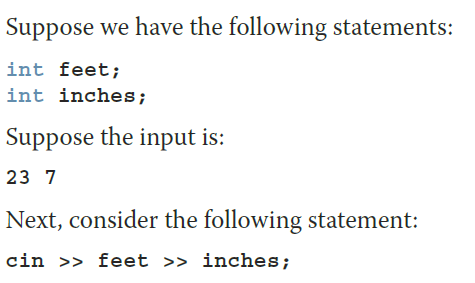 Suppose we have the following statements:
int feet;
int inches;
Suppose the input is:
23 7
Next, consider the following statement:
cin >> feet >> inches;